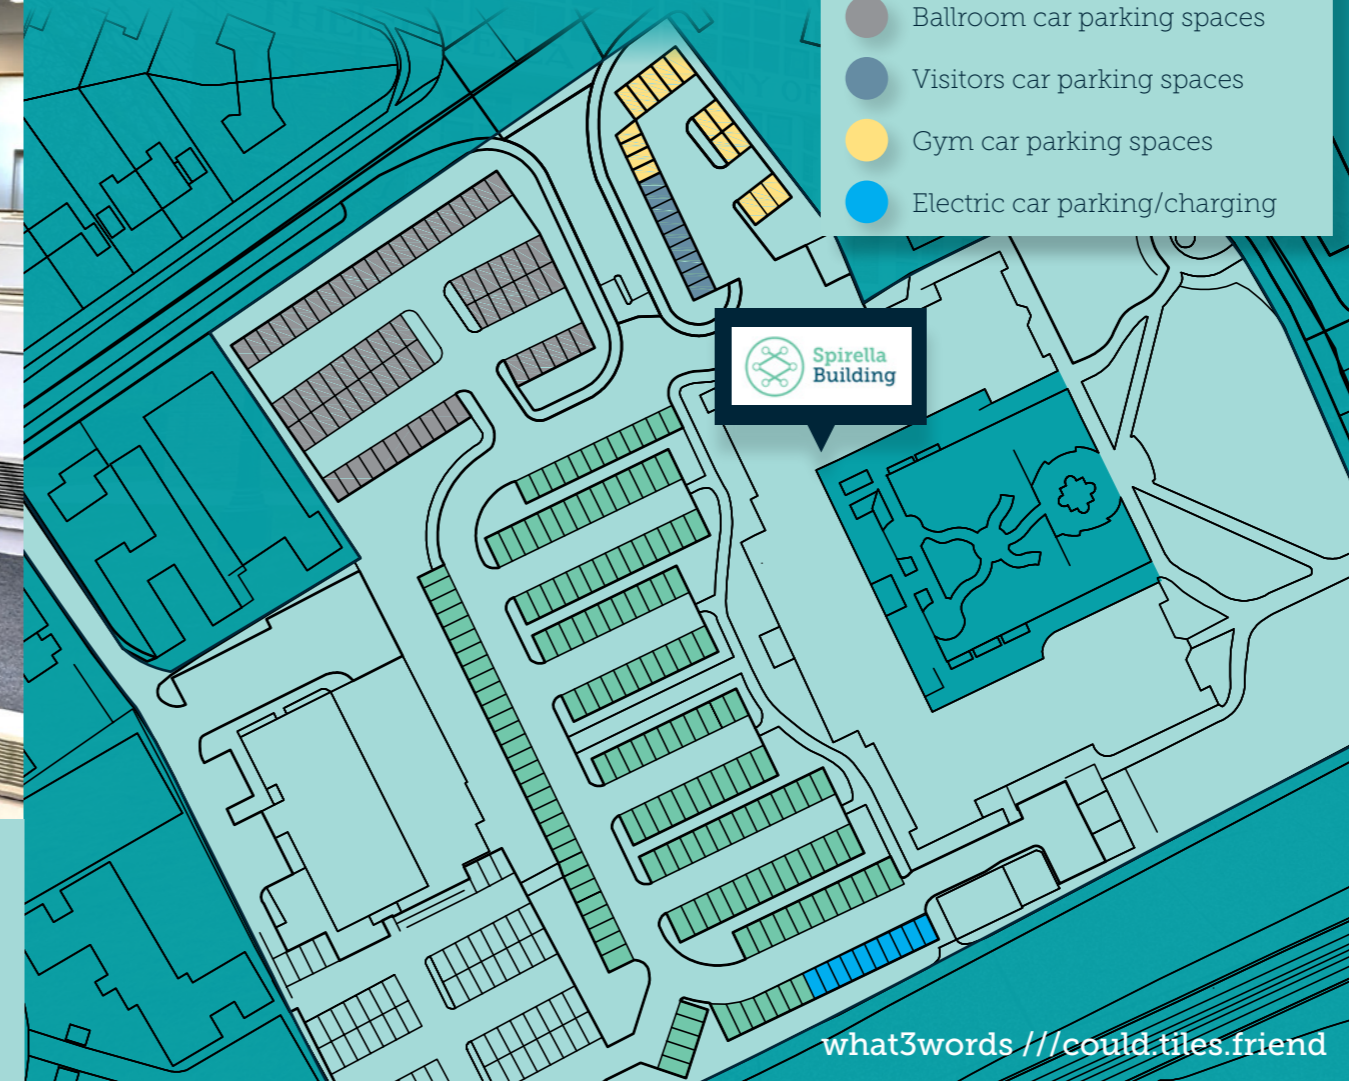 Ballroom car parking spaces
Visitors car parking spaces
Gym car parking spaces
Electric car parking/charging
Spirella
Building
what3words ///could.tiles.friend